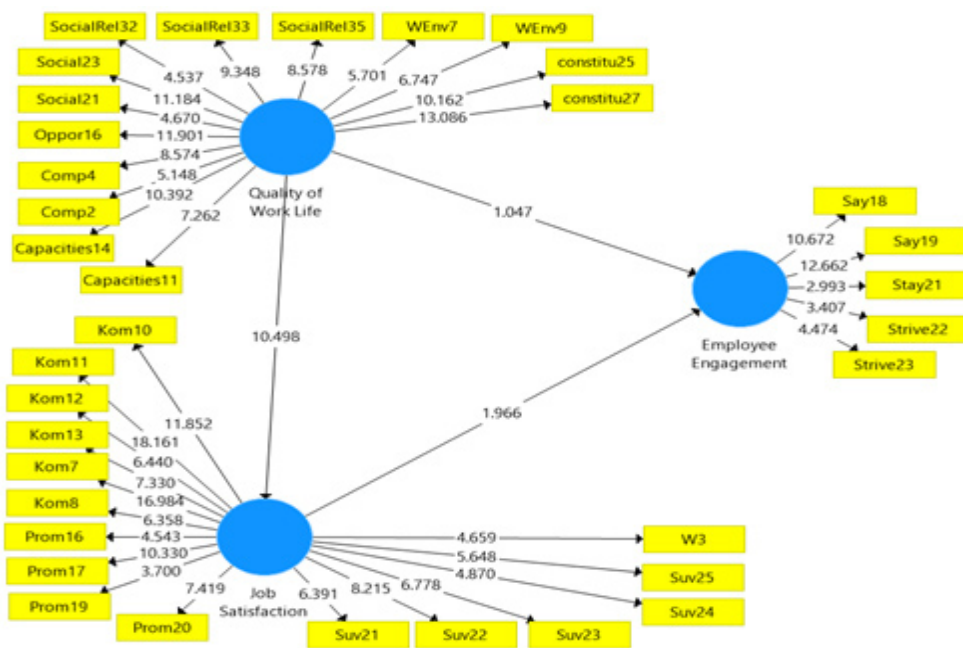 SocialRel32
SocialRel33
SocialRel35
WEnv7
WEnv9
Social23
constitu25
Social21
constitu27
Oppor16
Comp4
Comp2
Capacities14
Capacities11
4.537
9.348
8.578
5.701
6.747
11.184
10.162
4.670
13.086
11.901
8.574
5.148
10.392
7.262
Quality of
Work Life
1.047
10.498
1.966
Say18
Say19
Stay21
Strive22
Strive23
10.672
12.662
2.993
3.407
4.474
Employee
Engagement
Kom10
Kom11
Kom12
Kom13
Kom7
Kom8
Prom16
Prom17
Prom19
Prom20
11.852
18.161
6.440
7.330
16.984
6.358
4.543
10.330
3.700
7.419
Job
Satisfaction
6.391
8.215
6.778
4.870
5.648
4.659
W3
Suv25
Suv24
Suv21
Suv22
Suv23